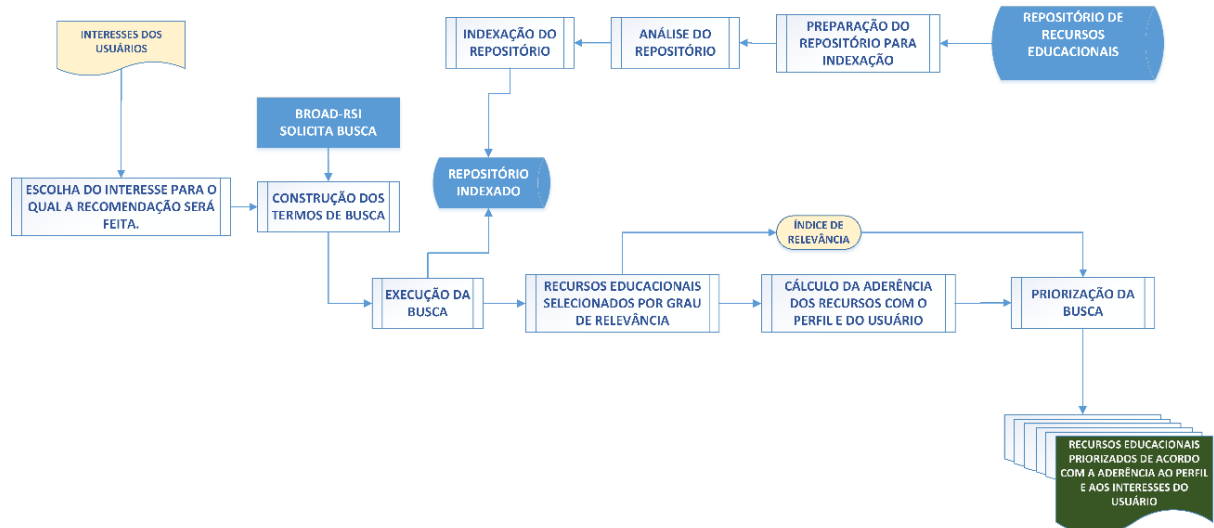 INTERESSES DOS
USUÁRIOS
INDEXAÇÃO DO
REPOSITÓRIO
ANÁLISE DO
REPOSITÓRIO
PREPARAÇÃO DO
REPOSITÓRIO PARA
INDEXAÇÃO
REPOSITÓRIO DE
RECURSOS
EDUCACIONAIS
BROAD-RSI
SOLICITA BUSCA
REPOSITÓRIO
INDEXADO
ESCOLHA DO INTERESSE PARA O
QUAL A RECOMENDAÇÃO SERÁ
FEITA.
CONSTRUÇÃO DOS
TERMOS DE BUSCA
ÍNDICE DE
RELEVÂNCIA
EXECUÇÃO DA
BUSCA
RECURSOS EDUCACIONAIS
SELECIONADOS POR GRAU
DE RELEVÂNCIA
CÁLCULO DA ADERÊNCIA
DOS RECURSOS COM O
PERFIL E DO USUÁRIO
PRIORIZAÇÃO DA
BUSCA
RECURSOS EDUCACIONAIS
PRIORIZADOS DE ACORDO
COM A ADERÊNCIA AO PERFIL
E AOS INTERESSES DO
USUÁRIO